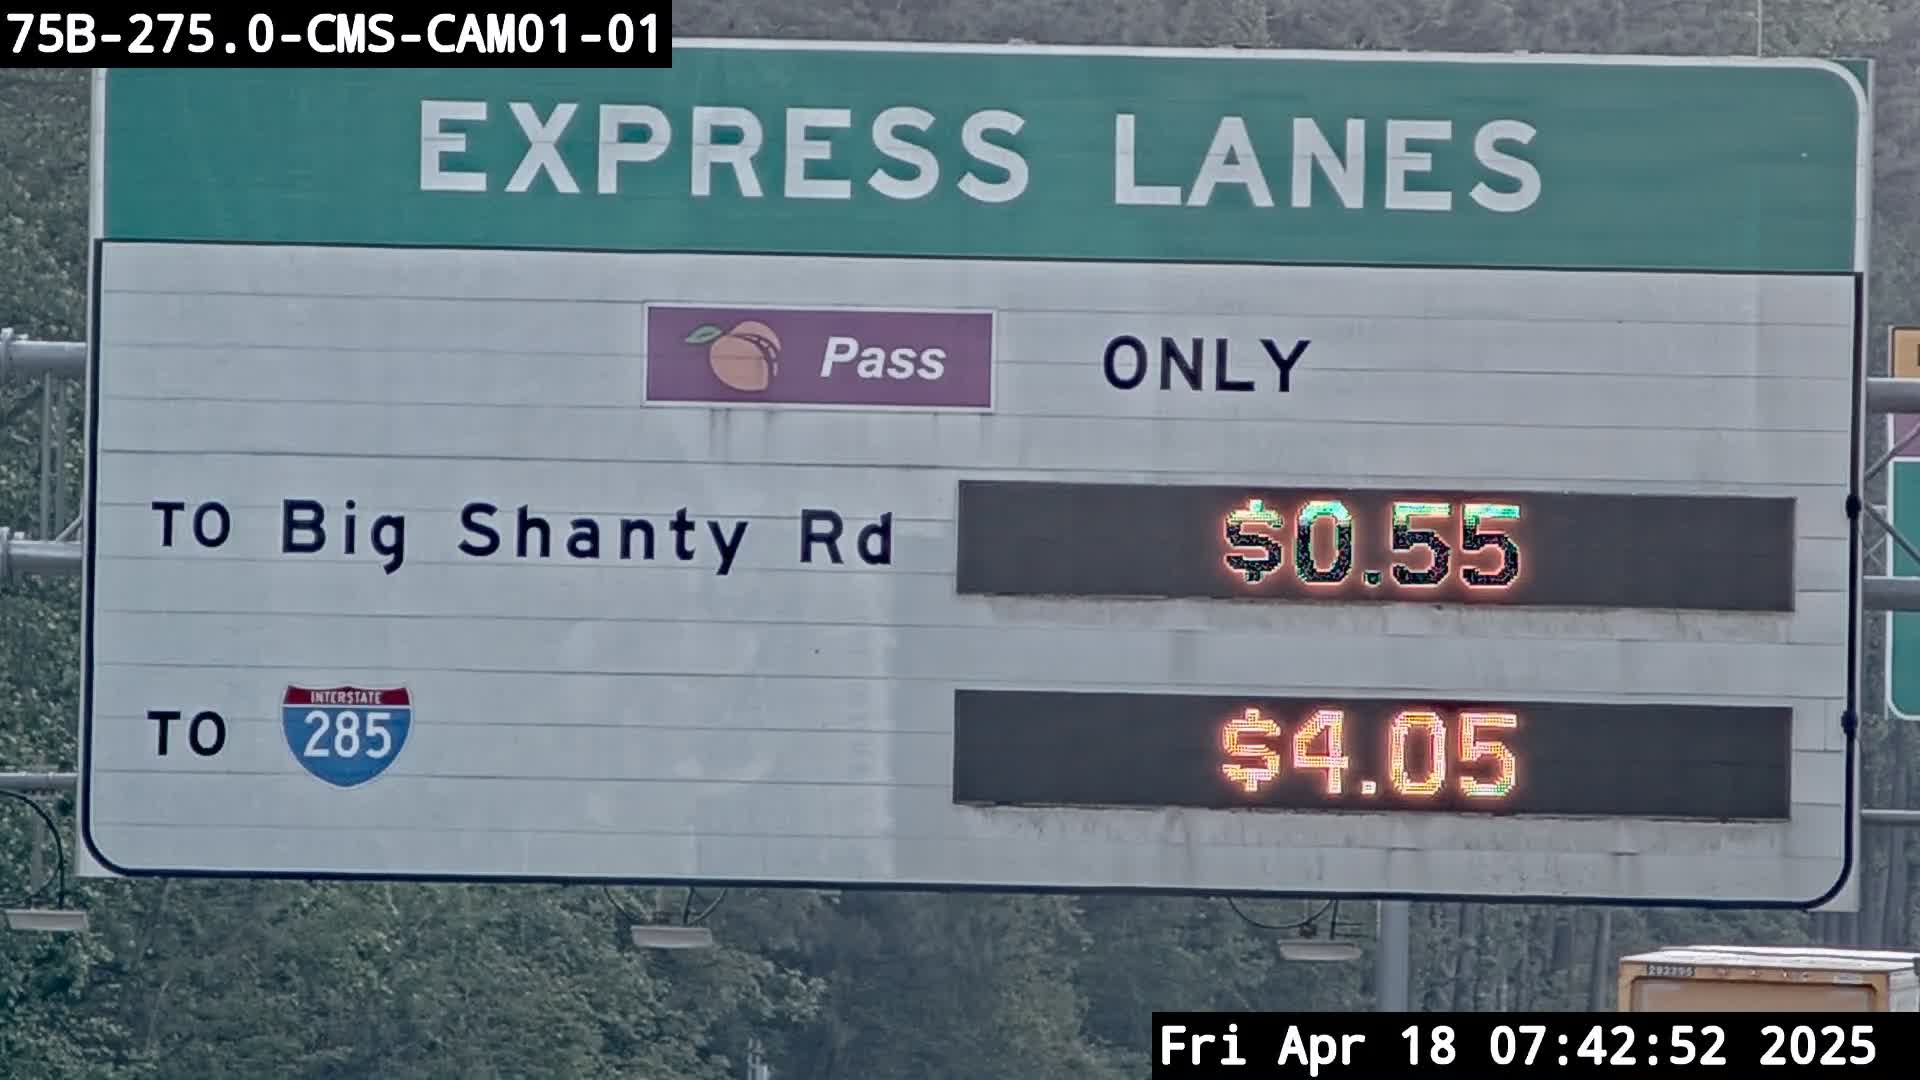 75B-275.0-CMS-CAM01-01
EXPRESS LANES
Pass ONLY
TO Big Shanty Rd $0.55
TO INTERSTATE 285 $4.05
Fri Apr 18 07:42:52 2025